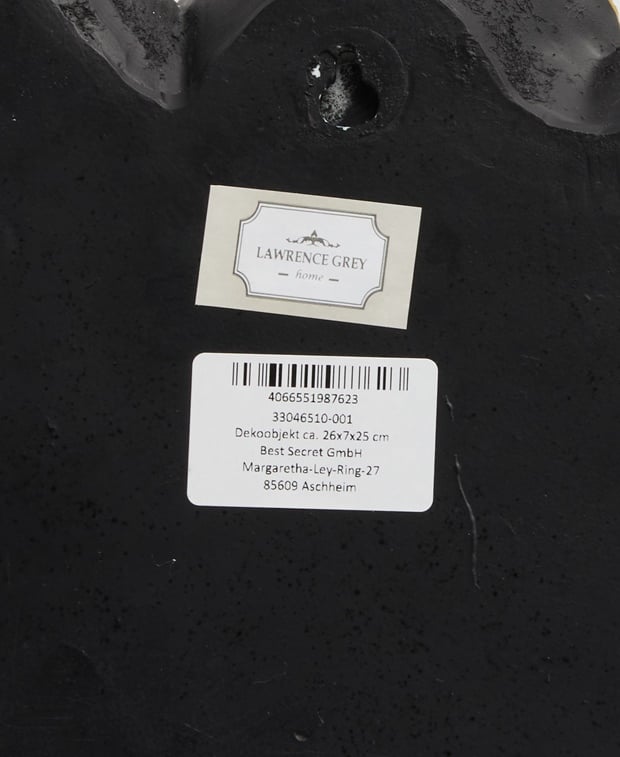 LAWRENCE GREY
home
4066551987623
33046510-001
Dekoobjekt ca. 26x7x25 cm
Best Secret GmbH
Margaretha-Ley-Ring-27
85609 Aschheim